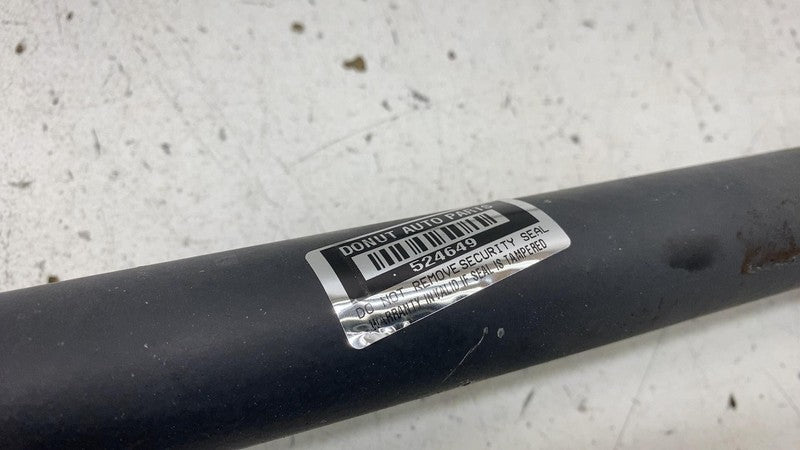 DONUT AUTO PARTS
524649
DO NOT REMOVE SECURITY SEAL
WARRANTY INVALID IF SEAL IS TAMPERED